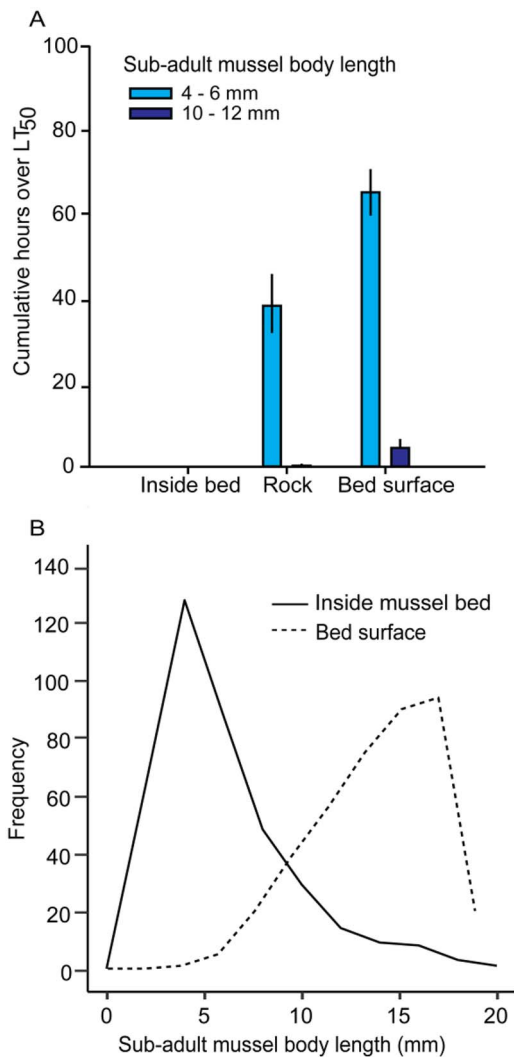 A
Cumulative hours over LT50
100
80
60
40
20
0
Sub-adult mussel body length
4 - 6 mm
10 - 12 mm
Inside bed Rock Bed surface
B
Frequency
140
120
100
80
60
40
20
0
Inside mussel bed
Bed surface
0 5 10 15 20
Sub-adult mussel body length (mm)